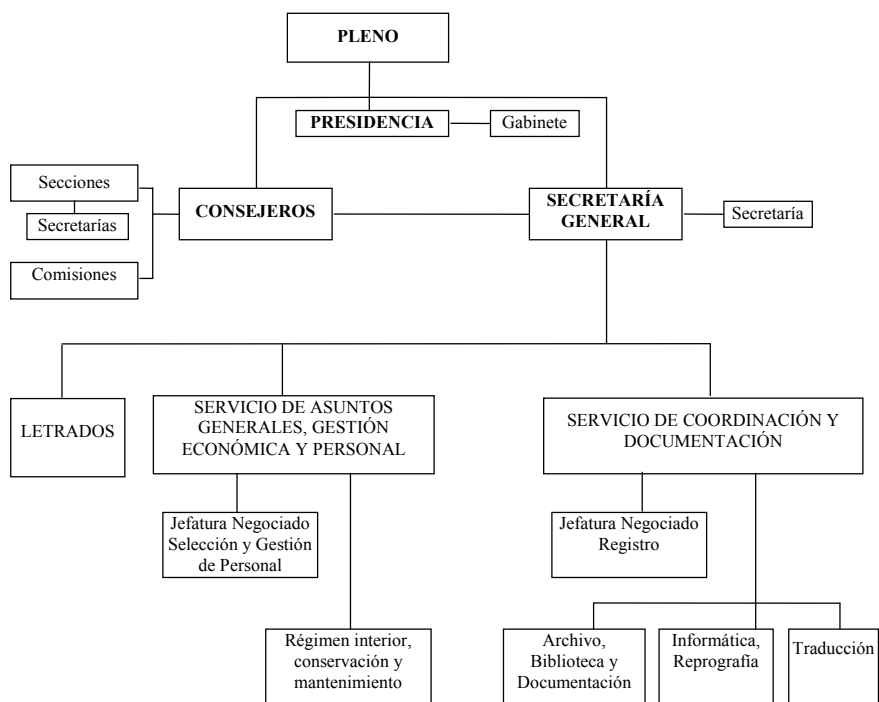 PLENO
PRESIDENCIA
Gabinete
Secciones
Secretarías
Comisiones
CONSEJEROS
SECRETARÍA
GENERAL
Secretaría
LETRADOS
SERVICIO DE ASUNTOS
GENERALES, GESTIÓN
ECONÓMICA Y PERSONAL
SERVICIO DE COORDINACIÓN Y
DOCUMENTACIÓN
Jefatura Negociado
Selección y Gestión
de Personal
Jefatura Negociado
Registro
Régimen interior,
conservación y
mantenimiento
Archivo,
Biblioteca y
Documentación
Informática,
Reprografía
Traducción